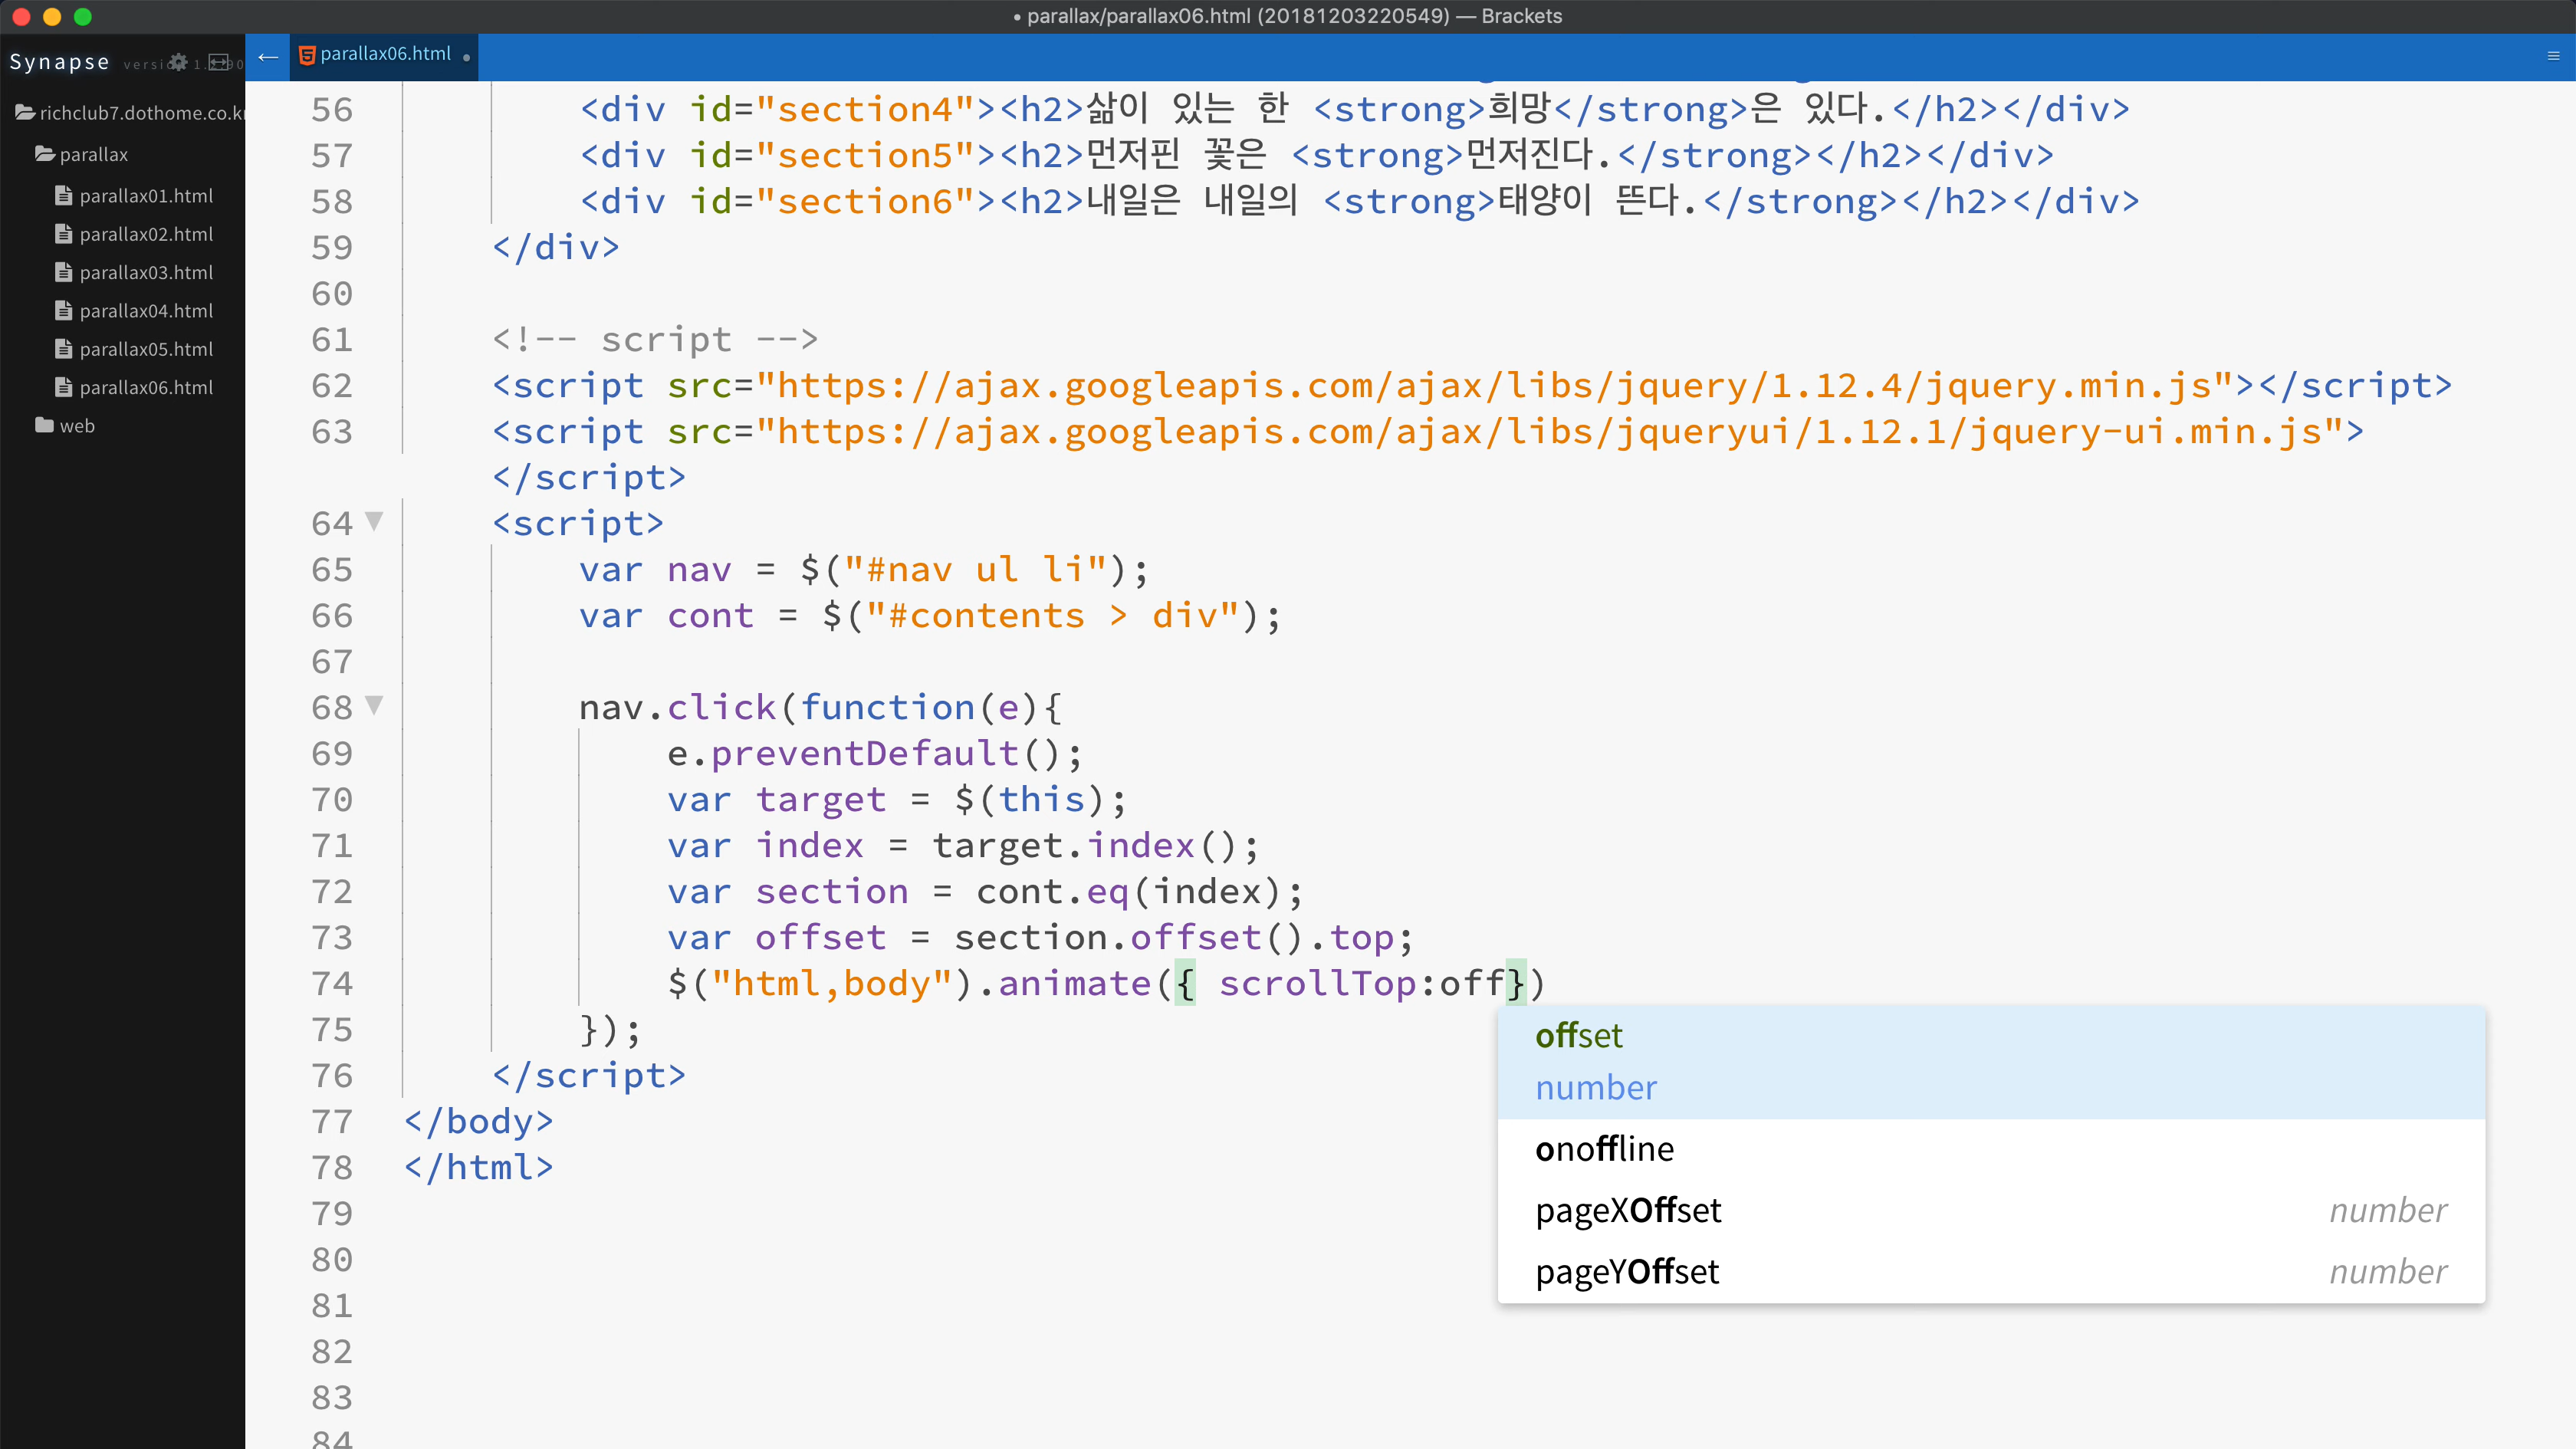 • parallax/parallax06.html (20181203220549) — Brackets
Synapse
richclub7.dothome.co.kr
parallax
parallax01.html
parallax02.html
parallax03.html
parallax04.html
parallax05.html
parallax06.html
web
← parallax06.html •
56 <div id="section4"><h2>삶이 있는 한 <strong>희망</strong>은 있다.</h2></div>
57 <div id="section5"><h2>먼저핀 꽃은 <strong>먼저진다.</strong></h2></div>
58 <div id="section6"><h2>내일은 내일의 <strong>태양이 뜬다.</strong></h2></div>
59 </div>
60
61 <!-- script -->
62 <script src="https://ajax.googleapis.com/ajax/libs/jquery/1.12.4/jquery.min.js"></script>
63 <script src="https://ajax.googleapis.com/ajax/libs/jqueryui/1.12.1/jquery-ui.min.js">
</script>
64 <script>
65 var nav = $("#nav ul li");
66 var cont = $("#contents > div");
67
68 nav.click(function(e){
69 e.preventDefault();
70 var target = $(this);
71 var index = target.index();
72 var section = cont.eq(index);
73 var offset = section.offset().top;
74 $("html,body").animate({ scrollTop:off})
75 });
76 </script>
77 </body>
78 </html>
79
80
81
82
83
84
offset
number
onoffline
pageXOffset number
pageYOffset number